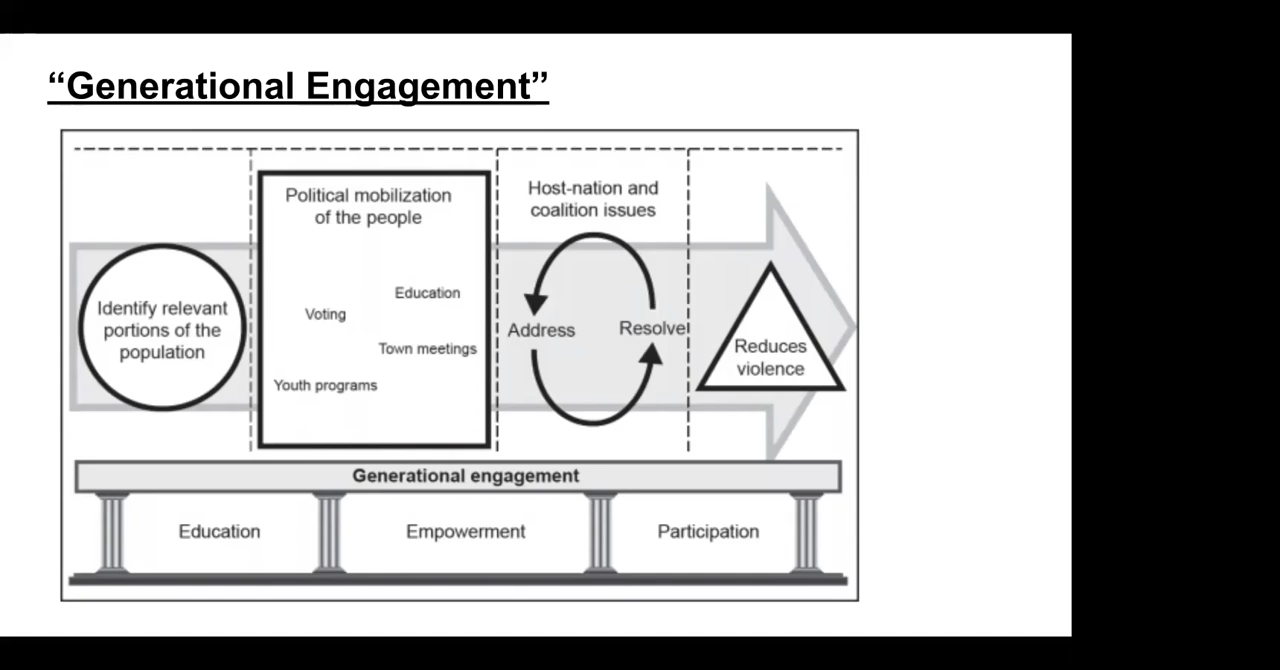 “Generational Engagement”
Identify relevant
portions of the
population
Political mobilization
of the people
Education
Voting
Town meetings
Youth programs
Host-nation and
coalition issues
Address
Resolve
Reduces
violence
Generational engagement
Education
Empowerment
Participation